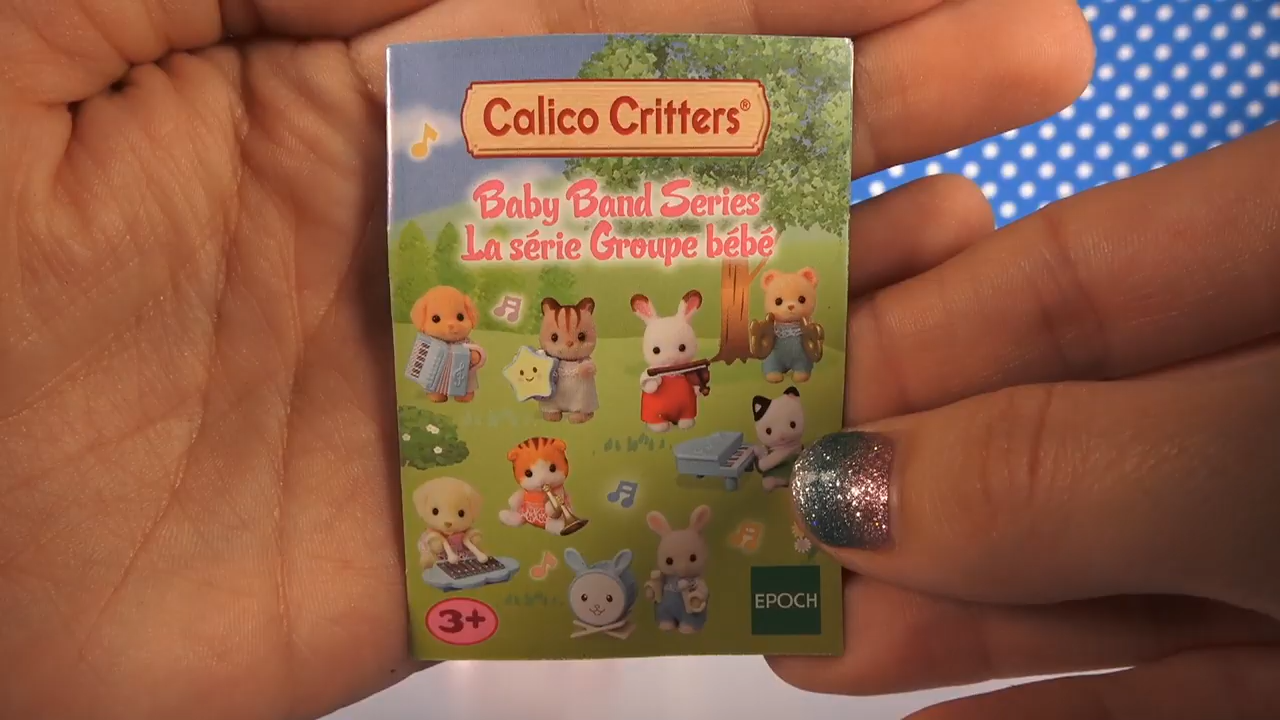 Calico Critters®
Baby Band Series
La série Groupe bébé
3+
EPOCH